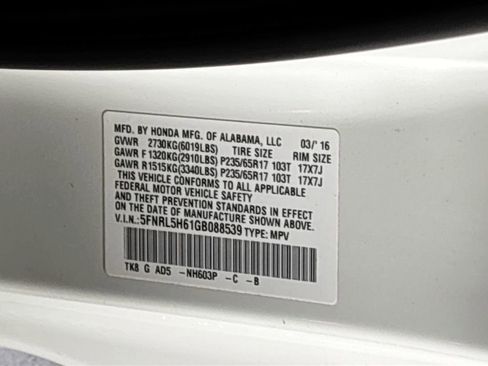 MFD. BY HONDA MFG. OF ALABAMA, LLC 03/'16
GVWR 2730KG(6019LBS) TIRE SIZE RIM SIZE
GAWR F 1320KG(2910LBS) P235/65R17 103T 17X7J
GAWR R1515KG(3340LBS) P235/65R17 103T 17X7J
THIS VEHICLE CONFORMS TO ALL APPLICABLE
FEDERAL MOTOR VEHICLE SAFETY, BUMPER,
AND THEFT PREVENTION STANDARDS IN EFFECT
ON THE DATE OF MANUFACTURE SHOWN ABOVE.
V.I.N.: 5FNRL5H61GB088539 TYPE: MPV
TK8 G AD5 -NH603P -C -B